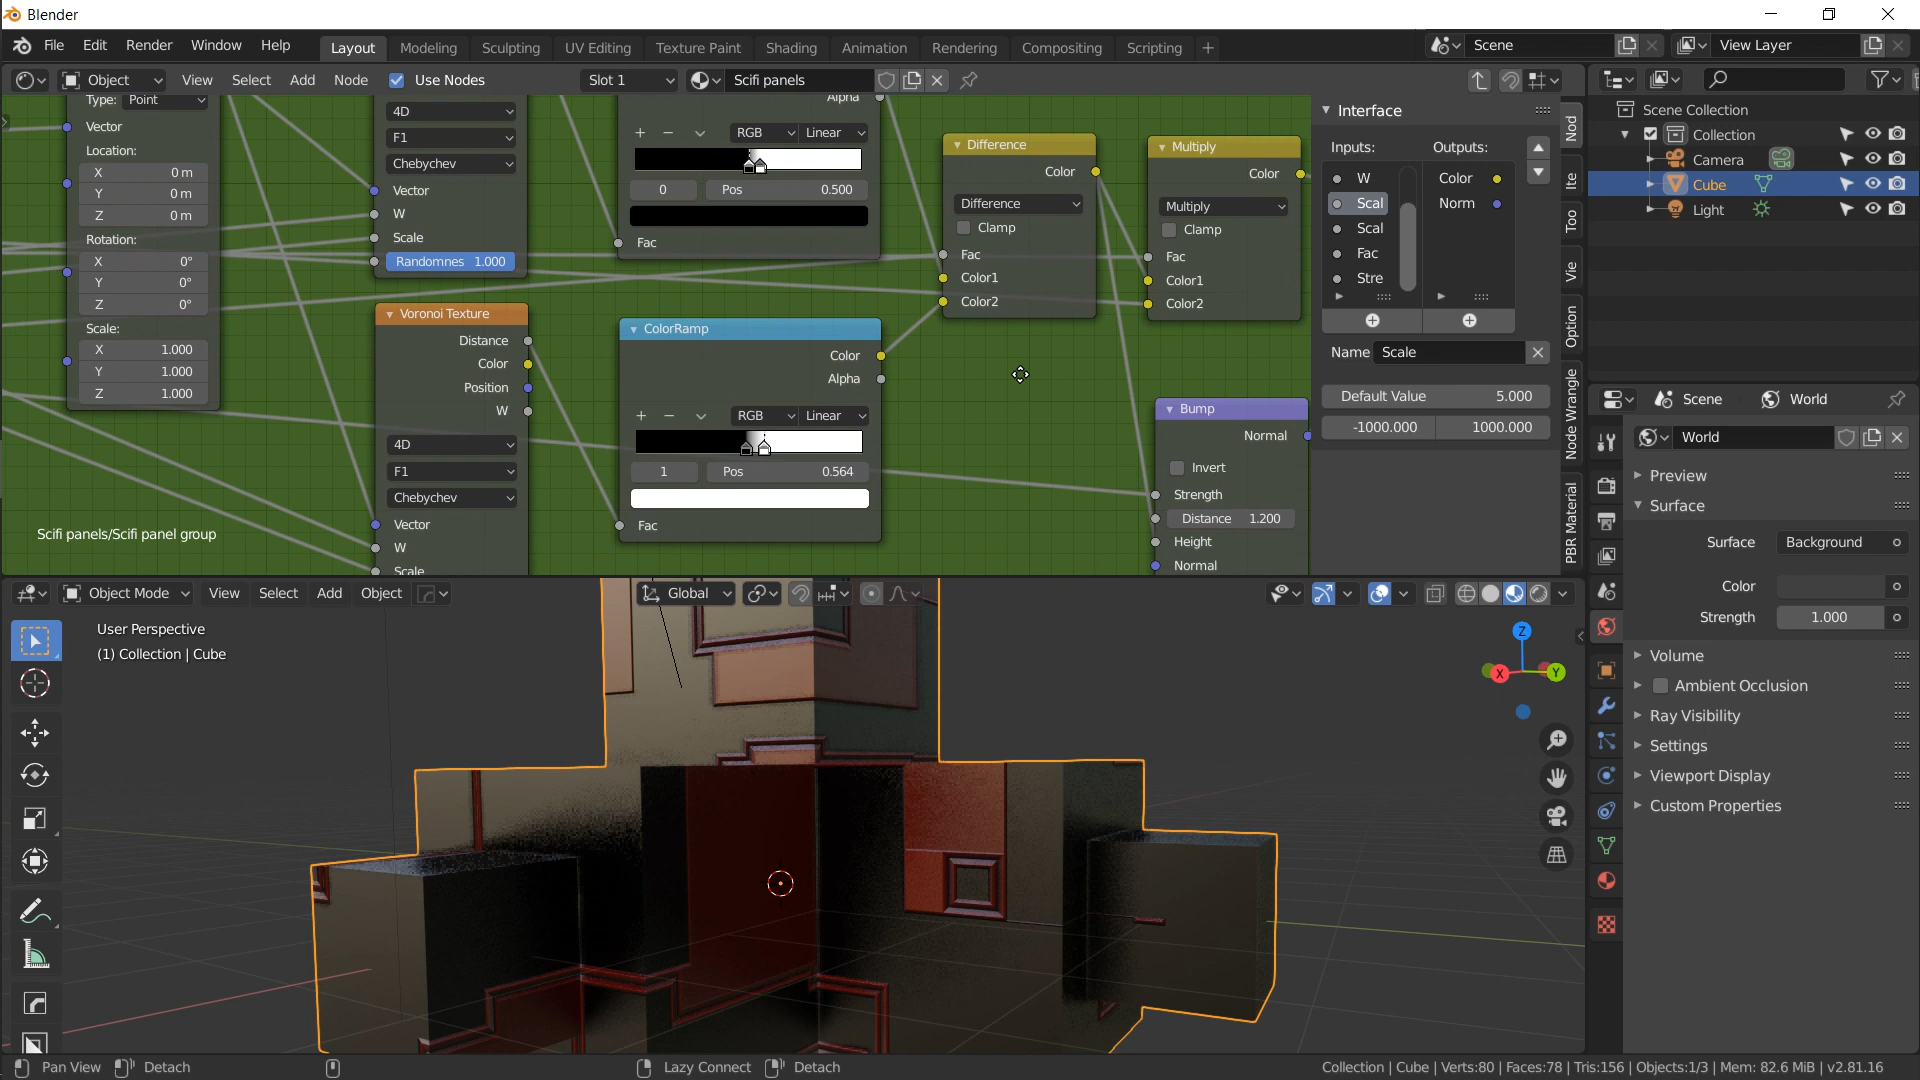 Blender
File Edit Render Window Help Layout Modeling Sculpting UV Editing Texture Paint Shading Animation Rendering Compositing Scripting + Scene View Layer
Object View Select Add Node Use Nodes Slot 1 Scifi panels
Type: Point
Vector
Location:
X 0 m
Y 0 m
Z 0 m
Rotation:
X 0°
Y 0°
Z 0°
Scale:
X 1.000
Y 1.000
Z 1.000
4D
F1
Chebychev
Vector
W
Scale
Randomnes 1.000
Voronoi Texture
Distance
Color
Position
W
4D
F1
Chebychev
Vector
W
Scale
Alpha
+ − RGB Linear
0 Pos 0.500
Fac
ColorRamp
Color
Alpha
+ − RGB Linear
1 Pos 0.564
Fac
Difference
Color
Difference
Clamp
Fac
Color1
Color2
Multiply
Color
Multiply
Clamp
Fac
Color1
Color2
Bump
Normal
Invert
Strength
Distance 1.200
Height
Normal
Scifi panels/Scifi panel group
Interface
Inputs: Outputs:
W Color
Scal Norm
Scal
Fac
Stre
Name Scale
Default Value 5.000
-1000.000 1000.000
Nod
Ite
Too
Vie
Option
Node Wrangle
PBR Material
Scene Collection
Collection
Camera
Cube
Light
Scene World
World
Preview
Surface
Surface Background
Color
Strength 1.000
Volume
Ambient Occlusion
Ray Visibility
Settings
Viewport Display
Custom Properties
Object Mode View Select Add Object Global
User Perspective
(1) Collection | Cube
Z
X
Y
Pan View Detach Lazy Connect Detach Collection | Cube | Verts:80 | Faces:78 | Tris:156 | Objects:1/3 | Mem: 82.6 MiB | v2.81.16